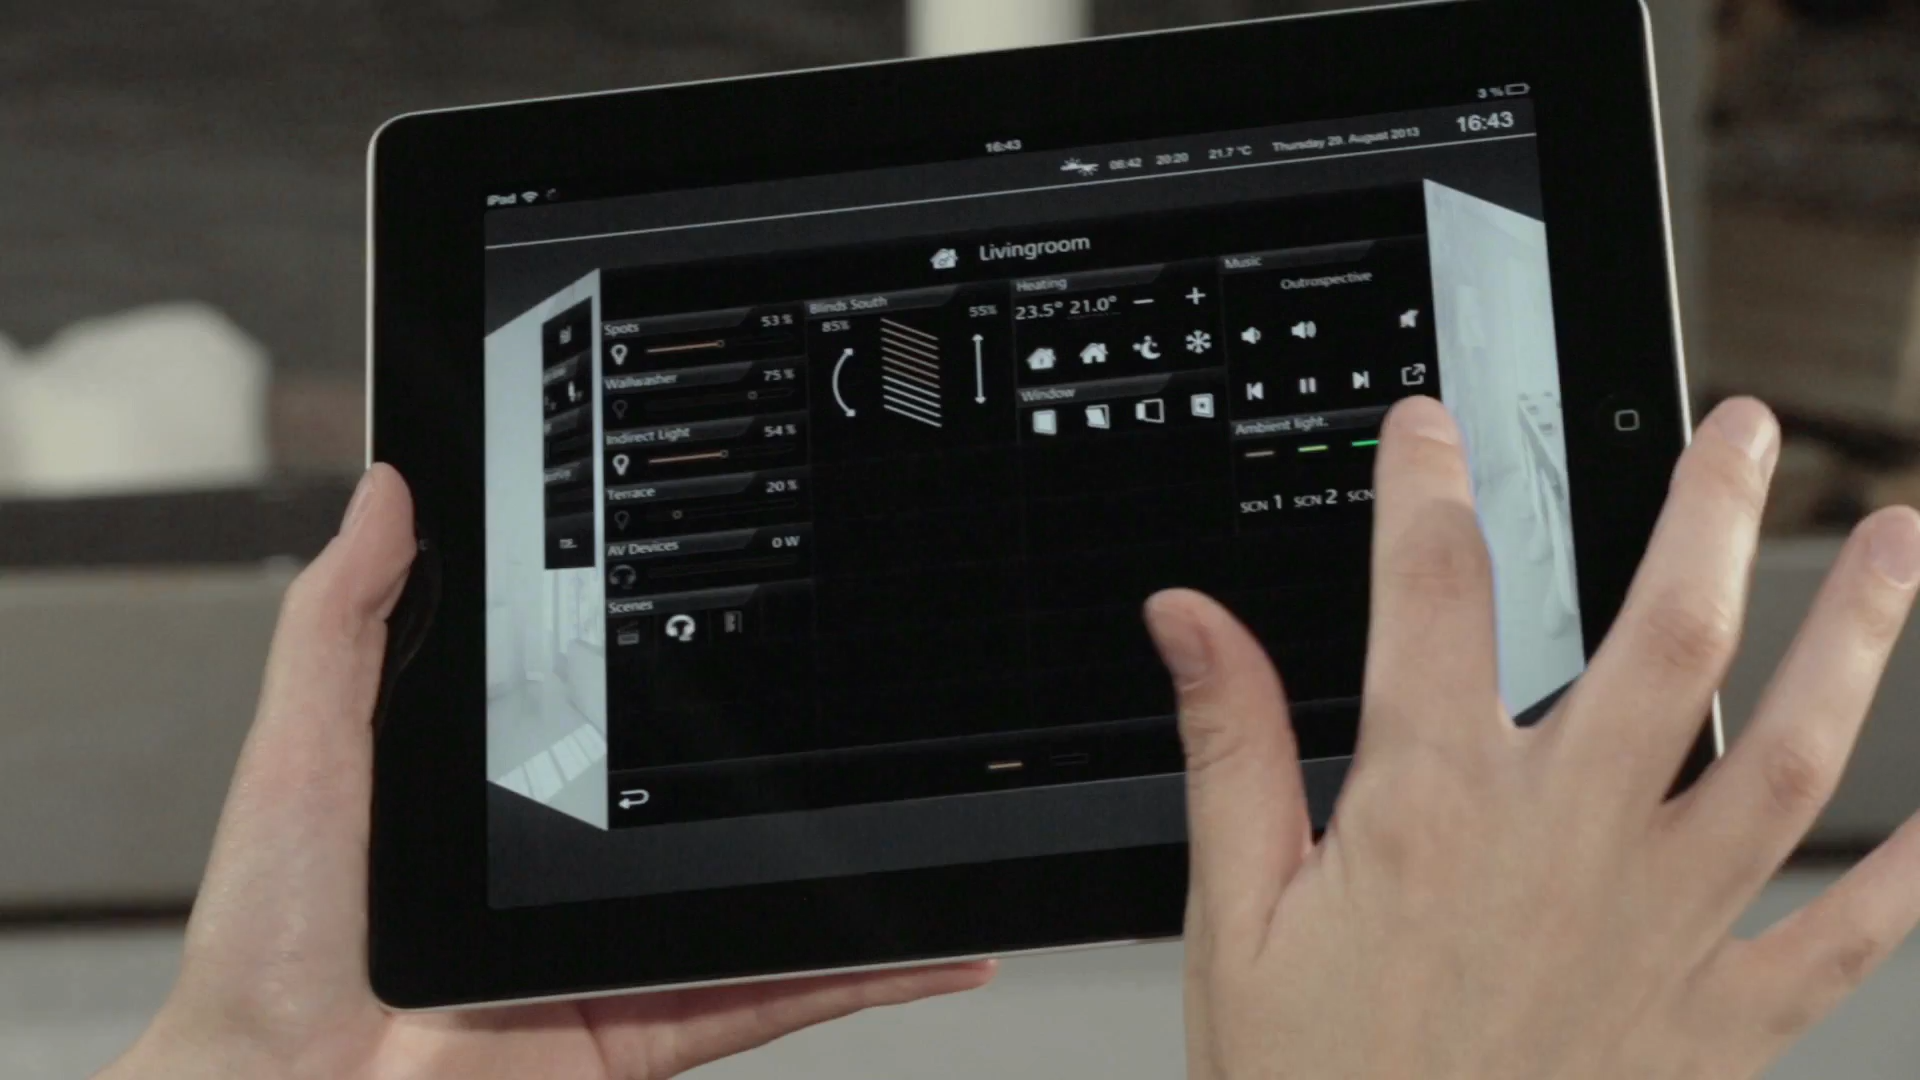 iPad
16:43
3 %
06:42 20:20 21.7 °C Thursday 29. August 2013 16:43
Livingroom
Spots 53 %
Wallwasher 75 %
Indirect Light 54 %
Terrace 20 %
AV Devices 0 W
Scenes
Blinds South
85% 55%
Heating
23.5° 21.0° − +
Window
Music
Outrospective
Ambient light.
SCN 1 SCN 2 SCN